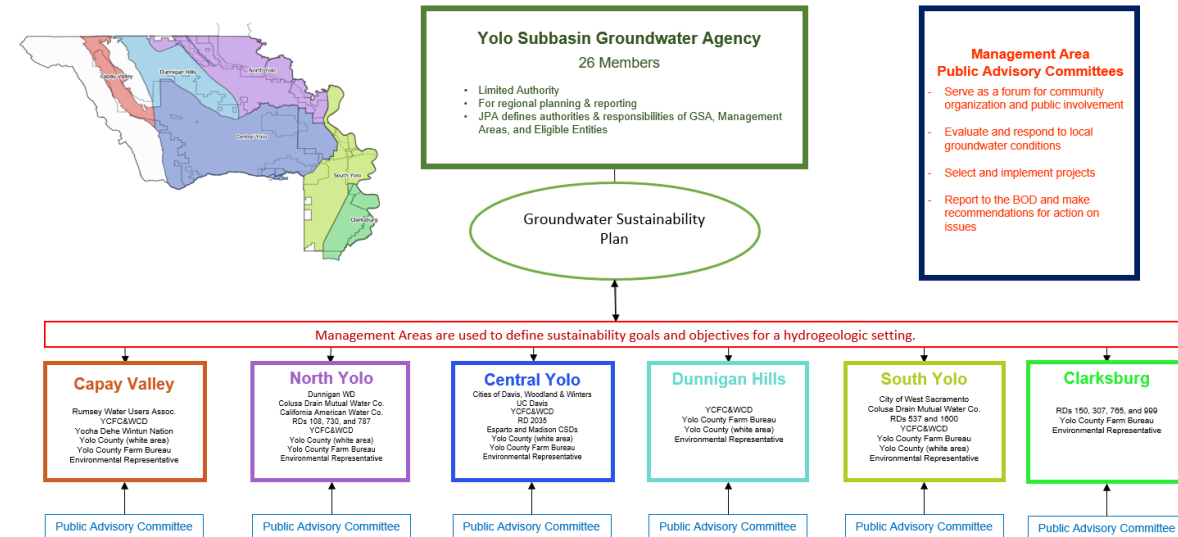 Capay Valley
Dunnigan Hills
North Yolo
Central Yolo
South Yolo
Clarksburg
Yolo Subbasin Groundwater Agency
26 Members
• Limited Authority
• For regional planning & reporting
• JPA defines authorities & responsibilities of GSA, Management
Areas, and Eligible Entities
Management Area
Public Advisory Committees
- Serve as a forum for community
organization and public involvement
- Evaluate and respond to local
groundwater conditions
- Select and implement projects
- Report to the BOD and make
recommendations for action on
issues
Groundwater Sustainability
Plan
Management Areas are used to define sustainability goals and objectives for a hydrogeologic setting.
Capay Valley
Rumsey Water Users Assoc.
YCFC&WCD
Yocha Dehe Wintun Nation
Yolo County (white area)
Yolo County Farm Bureau
Environmental Representative
North Yolo
Dunnigan WD
Colusa Drain Mutual Water Co.
California American Water Co.
RDs 108, 730, and 787
YCFC&WCD
Yolo County (white area)
Yolo County Farm Bureau
Environmental Representative
Central Yolo
Cities of Davis, Woodland & Winters
UC Davis
YCFC&WCD
RD 2035
Esparto and Madison CSDs
Yolo County (white area)
Yolo County Farm Bureau
Environmental Representative
Dunnigan Hills
YCFC&WCD
Yolo County Farm Bureau
Yolo County (white area)
Environmental Representative
South Yolo
City of West Sacramento
Colusa Drain Mutual Water Co.
RDs 537 and 1600
YCFC&WCD
Yolo County Farm Bureau
Yolo County (white area)
Environmental Representative
Clarksburg
RDs 150, 307, 765, and 999
Yolo County Farm Bureau
Environmental Representative
Public Advisory Committee
Public Advisory Committee
Public Advisory Committee
Public Advisory Committee
Public Advisory Committee
Public Advisory Committee